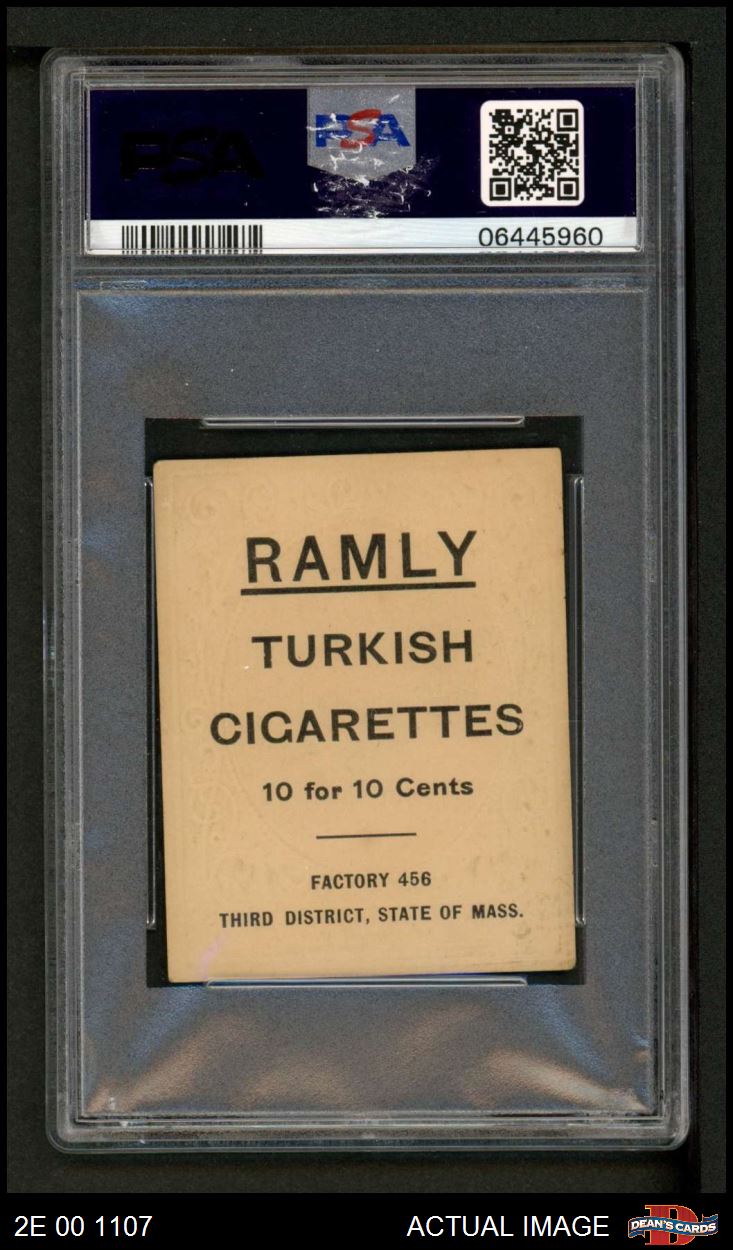 PSA
PSA
06445960
RAMLY
TURKISH
CIGARETTES
10 for 10 Cents
FACTORY 456
THIRD DISTRICT, STATE OF MASS.
2E 00 1107
ACTUAL IMAGE
DEAN'S CARDS